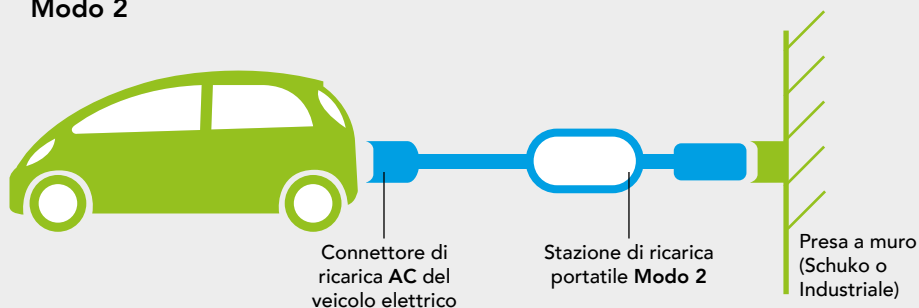 Modo 2
Connettore di
ricarica AC del
veicolo elettrico
Stazione di ricarica
portatile Modo 2
Presa a muro
(Schuko o
Industriale)